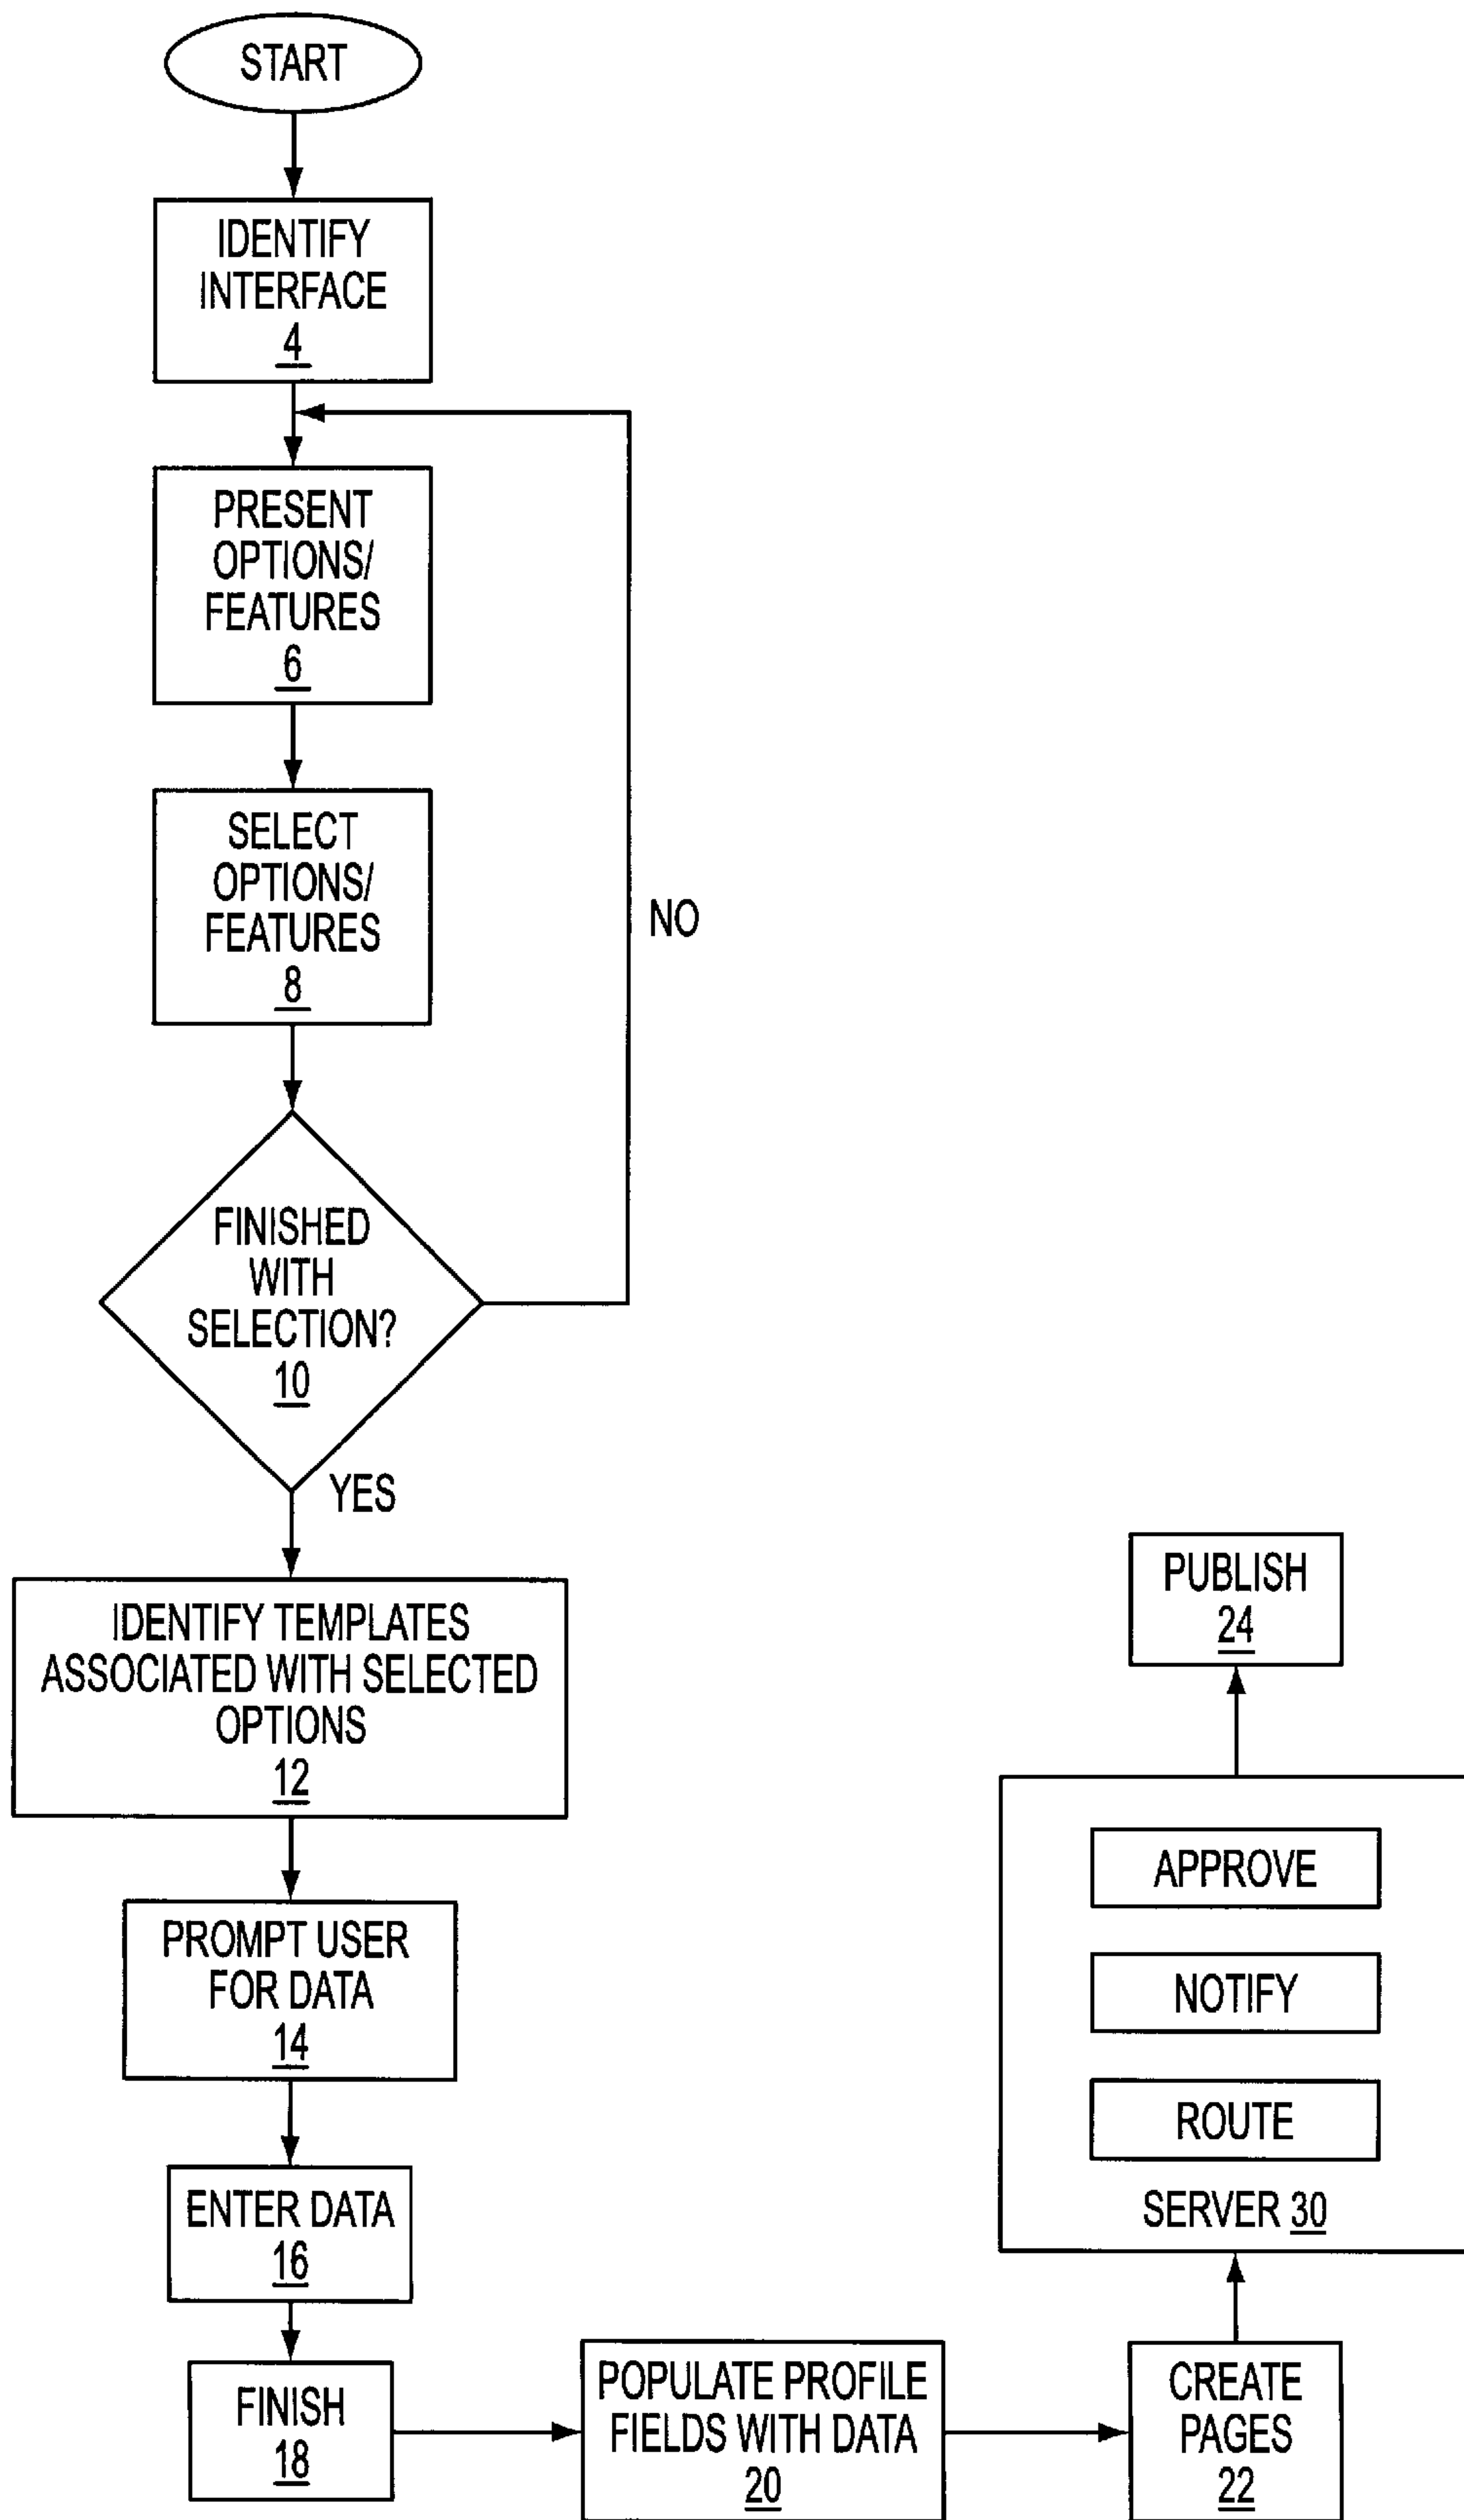 START
IDENTIFY
INTERFACE
4
PRESENT
OPTIONS/
FEATURES
6
SELECT
OPTIONS/
FEATURES
8
NO
FINISHED
WITH
SELECTION?
10
YES
IDENTIFY TEMPLATES
ASSOCIATED WITH SELECTED
OPTIONS
12
PROMPT USER
FOR DATA
14
ENTER DATA
16
FINISH
18
POPULATE PROFILE
FIELDS WITH DATA
20
CREATE
PAGES
22
PUBLISH
24
APPROVE
NOTIFY
ROUTE
SERVER 30